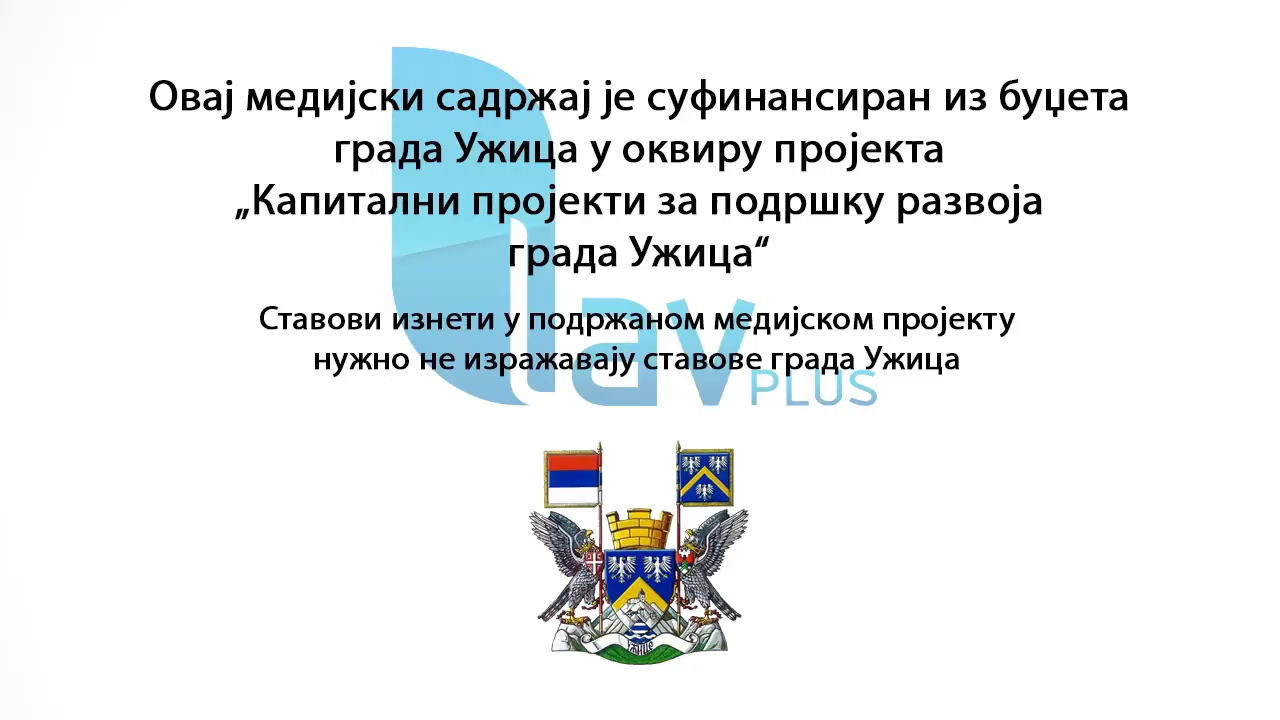 Овај медијски садржај је суфинансиран из буџета
града Ужица у оквиру пројекта
„Капитални пројекти за подршку развоја
града Ужица“
Ставови изнети у подржаном медијском пројекту
нужно не изражавају ставове града Ужица
lav PLUS